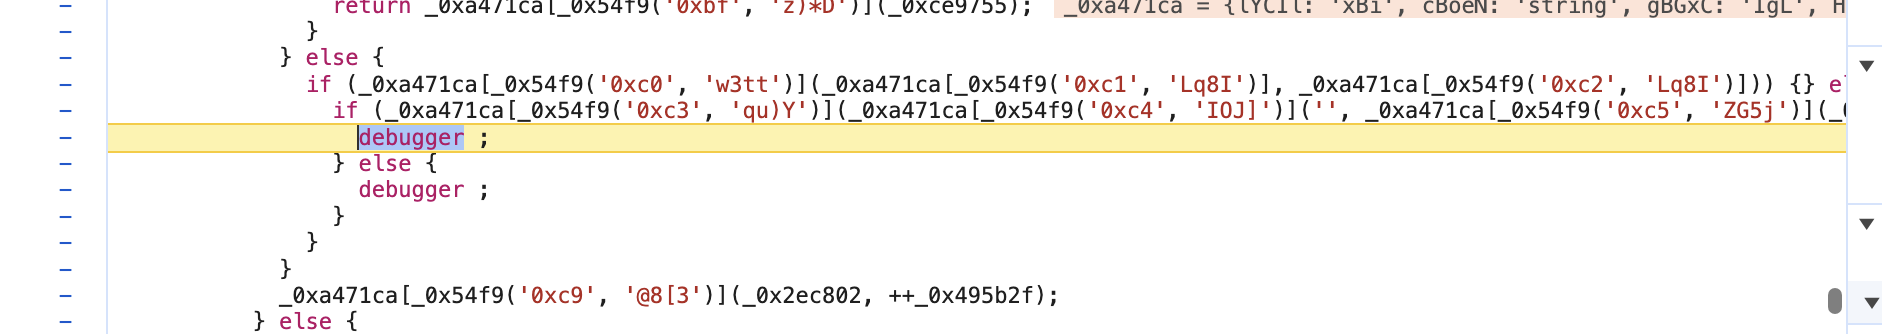 return _0xa471ca[_0x54f9('0xbf', 'z)*D')](_0xce9755);   _0xa471ca = {lYCIl: 'xBi', cBoeN: 'string', gBGxC: 'IgL', H
}
} else {
if (_0xa471ca[_0x54f9('0xc0', 'w3tt')](_0xa471ca[_0x54f9('0xc1', 'Lq8I')], _0xa471ca[_0x54f9('0xc2', 'Lq8I')])) {} el
if (_0xa471ca[_0x54f9('0xc3', 'qu)Y')](_0xa471ca[_0x54f9('0xc4', 'IOJ]')]('', _0xa471ca[_0x54f9('0xc5', 'ZG5j')](_0
debugger ;
} else {
debugger ;
}
}
}
_0xa471ca[_0x54f9('0xc9', '@8[3')](_0x2ec802, ++_0x495b2f);
} else {